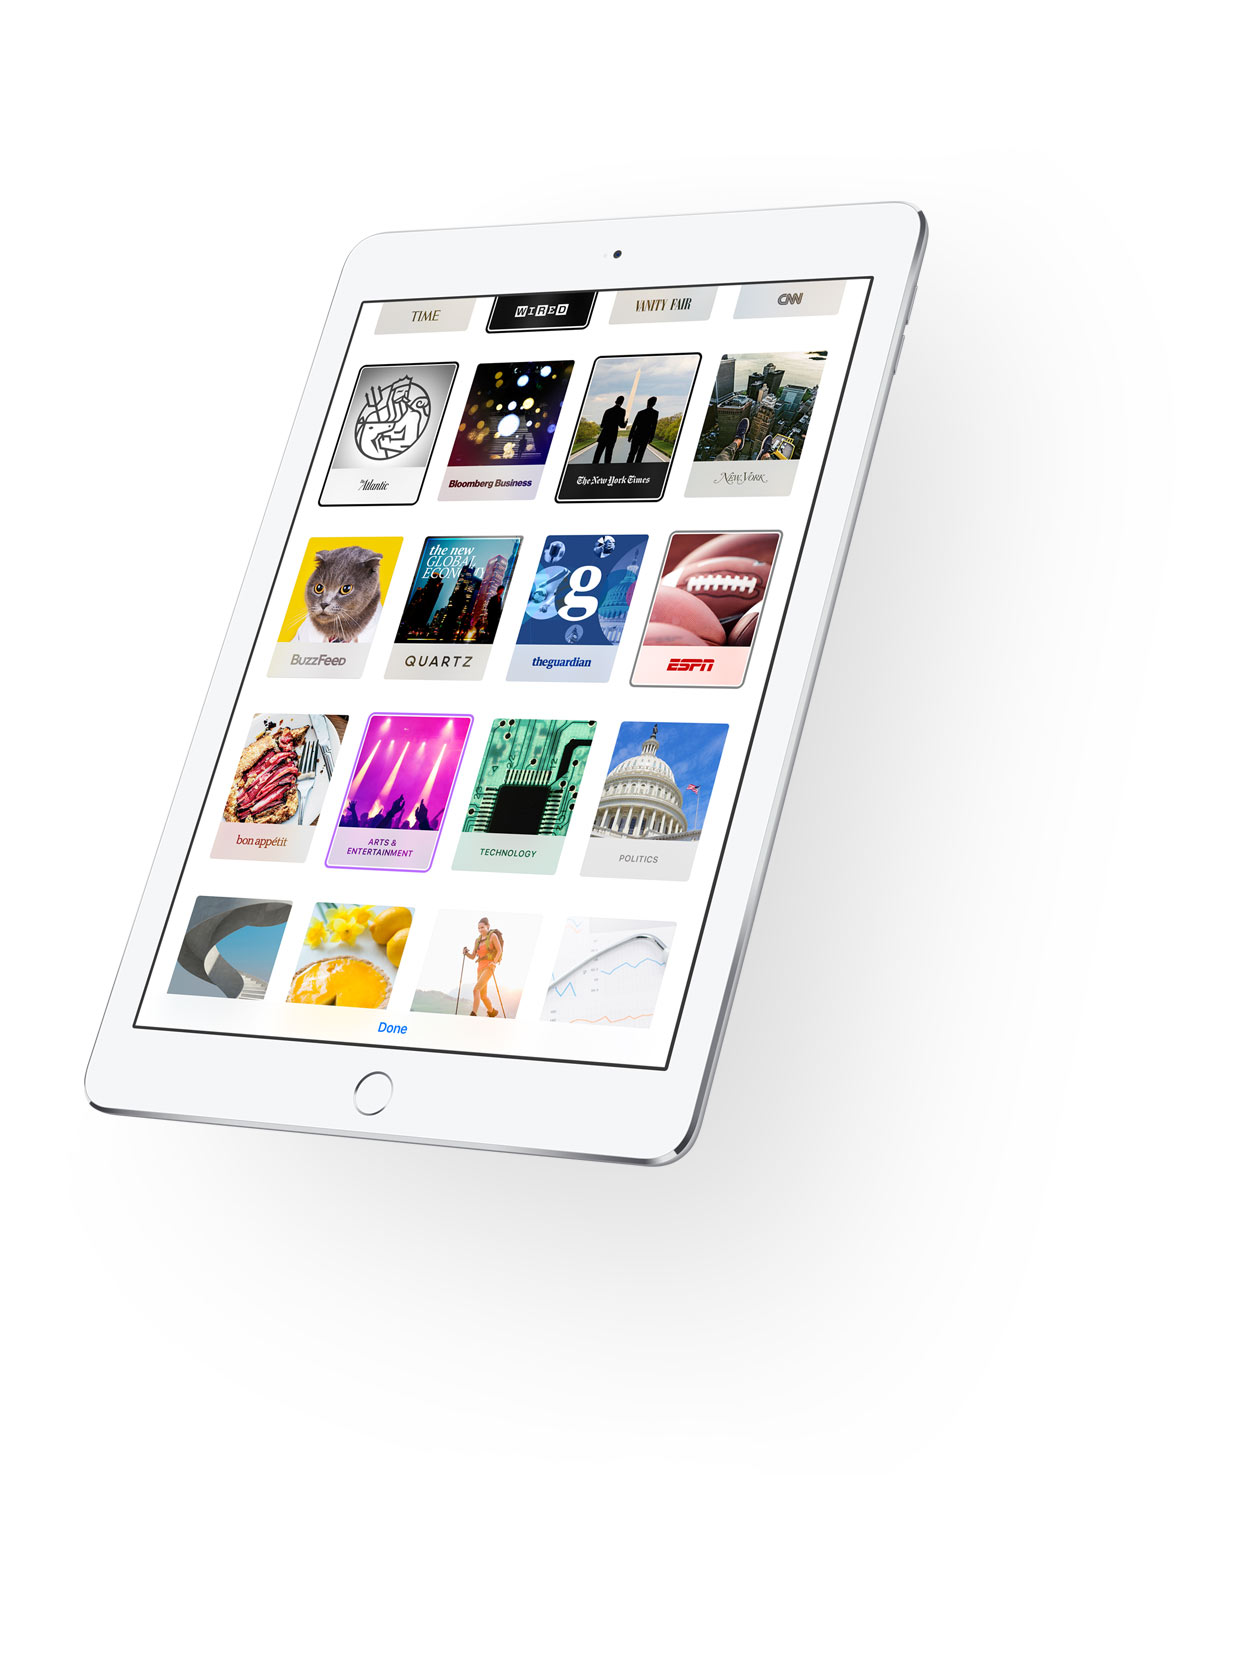 TIME
WIRED
VANITY FAIR
CNN
The Atlantic
Bloomberg Business
The New York Times
NEW YORK
the new
GLOBAL
ECONOMY
g
BuzzFeed
QUARTZ
theguardian
ESPN
bon appétit
ARTS &
ENTERTAINMENT
TECHNOLOGY
POLITICS
Done